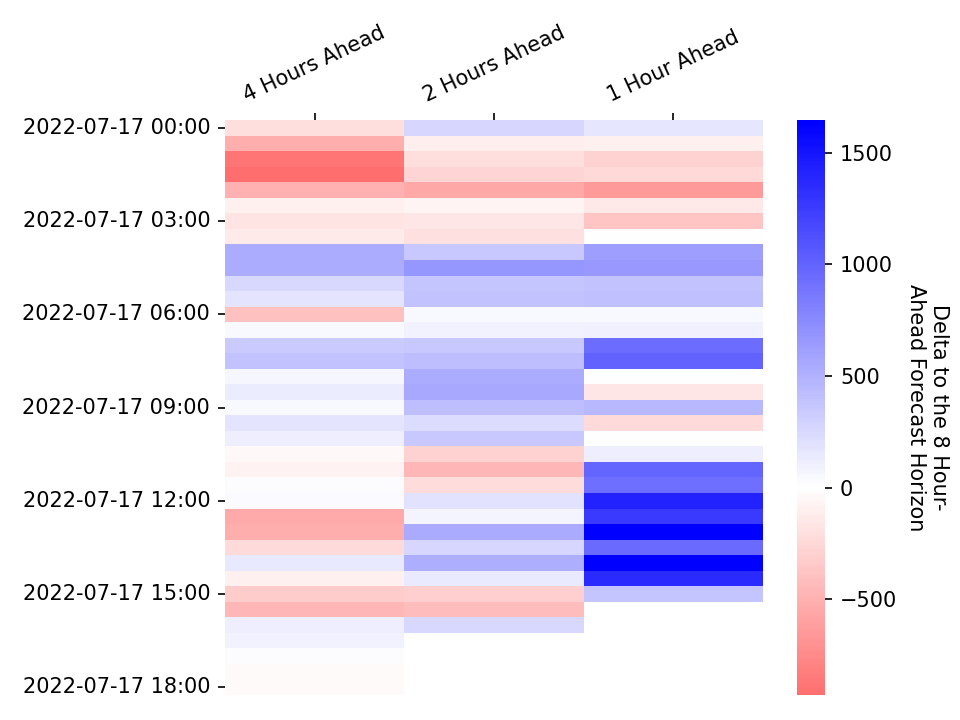 4 Hours Ahead
2 Hours Ahead
1 Hour Ahead
2022-07-17 00:00
2022-07-17 03:00
2022-07-17 06:00
2022-07-17 09:00
2022-07-17 12:00
2022-07-17 15:00
2022-07-17 18:00
1500
1000
500
0
−500
Delta to the 8 Hour-
Ahead Forecast Horizon